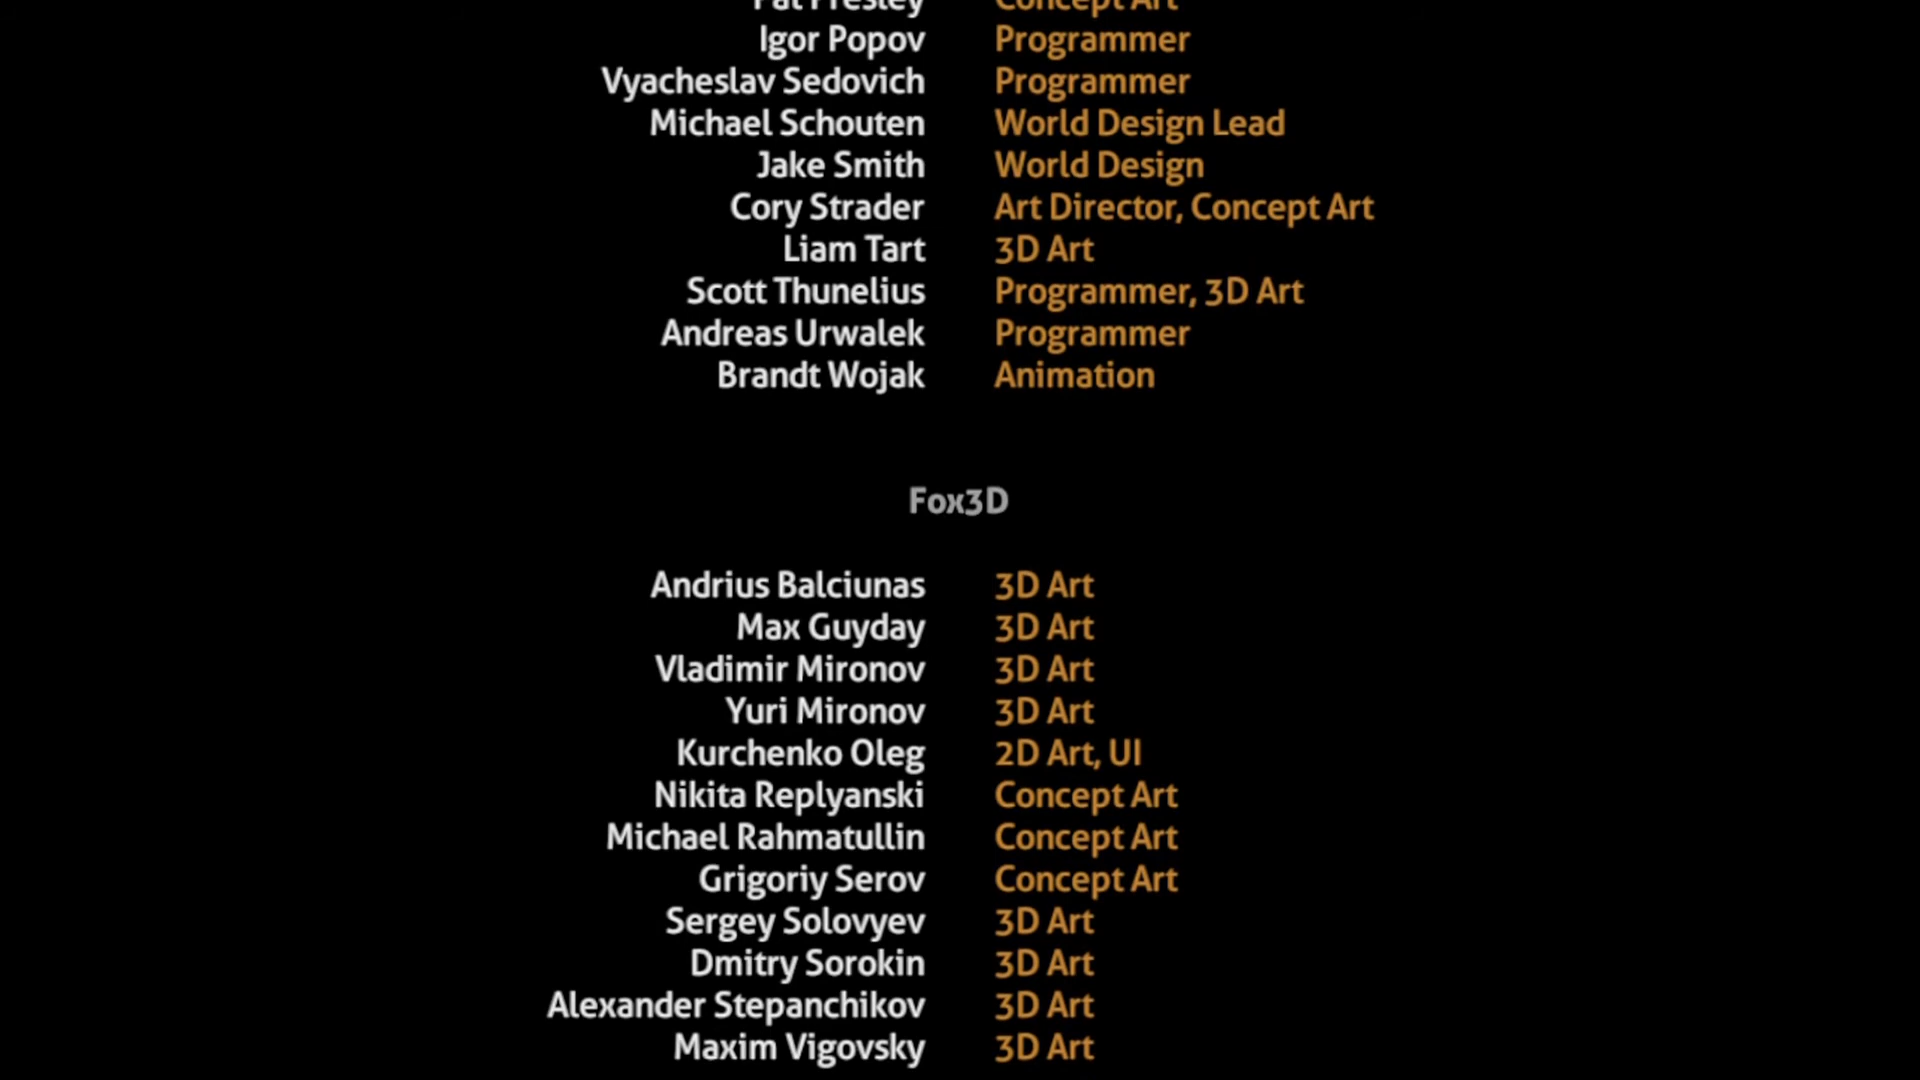 Pat Presley Concept Art
Igor Popov Programmer
Vyacheslav Sedovich Programmer
Michael Schouten World Design Lead
Jake Smith World Design
Cory Strader Art Director, Concept Art
Liam Tart 3D Art
Scott Thunelius Programmer, 3D Art
Andreas Urwalek Programmer
Brandt Wojak Animation
Fox3D
Andrius Balciunas 3D Art
Max Guyday 3D Art
Vladimir Mironov 3D Art
Yuri Mironov 3D Art
Kurchenko Oleg 2D Art, UI
Nikita Replyanski Concept Art
Michael Rahmatullin Concept Art
Grigoriy Serov Concept Art
Sergey Solovyev 3D Art
Dmitry Sorokin 3D Art
Alexander Stepanchikov 3D Art
Maxim Vigovsky 3D Art